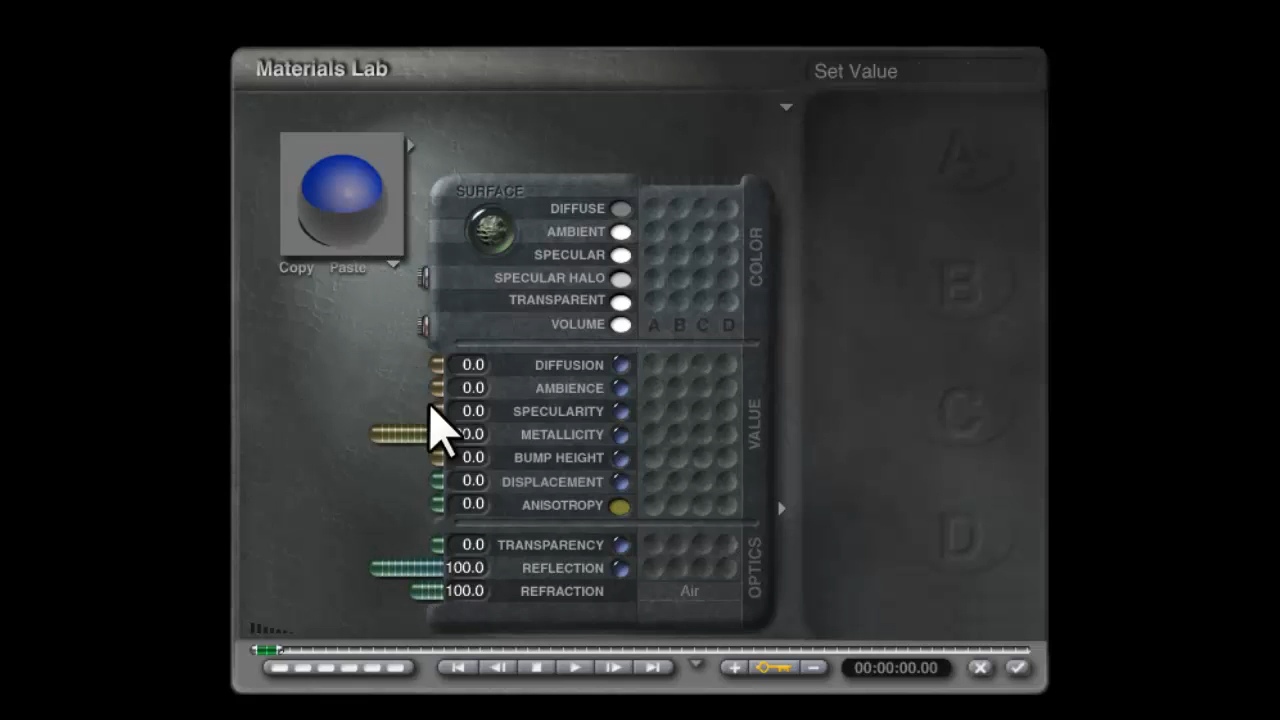 Materials Lab
Set Value
Copy Paste
SURFACE
DIFFUSE
AMBIENT
SPECULAR
SPECULAR HALO
TRANSPARENT
VOLUME
A B C D
COLOR
0.0 DIFFUSION
0.0 AMBIENCE
0.0 SPECULARITY
METALLICITY
0.0 BUMP HEIGHT
0.0 DISPLACEMENT
0.0 ANISOTROPY
VALUE
0.0 TRANSPARENCY
100.0 REFLECTION
100.0 REFRACTION Air
OPTICS
A
B
C
D
00:00:00.00